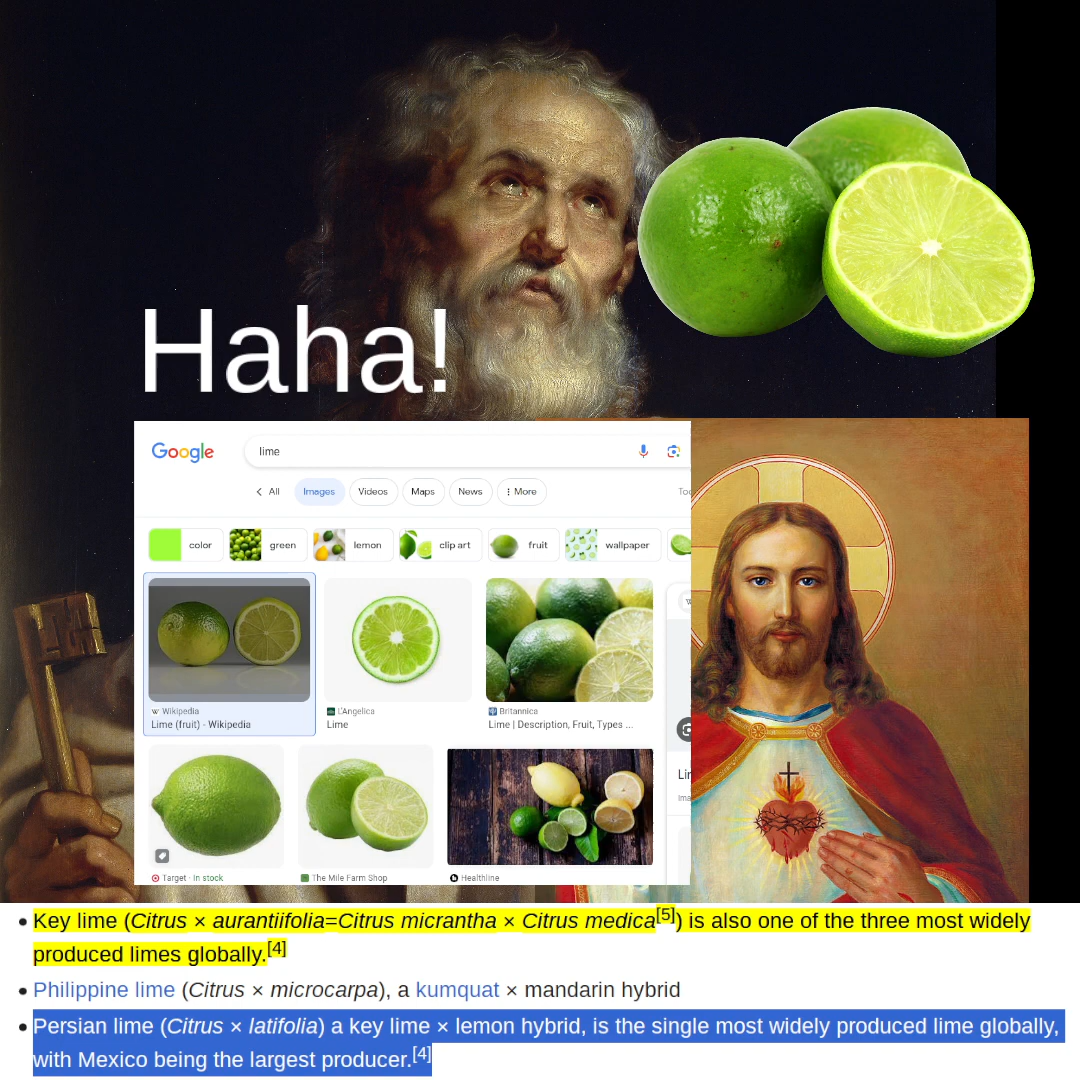 Haha!
Google
lime
All Images Videos Maps News More
color green lemon clip art fruit wallpaper
Wikipedia
Lime (fruit) - Wikipedia
L'Angelica
Lime
Britannica
Lime | Description, Fruit, Types ...
Target · In stock
The Mile Farm Shop
Healthline
Key lime (Citrus × aurantiifolia=Citrus micrantha × Citrus medica[5]) is also one of the three most widely
produced limes globally.[4]
Philippine lime (Citrus × microcarpa), a kumquat × mandarin hybrid
Persian lime (Citrus × latifolia) a key lime × lemon hybrid, is the single most widely produced lime globally,
with Mexico being the largest producer.[4]